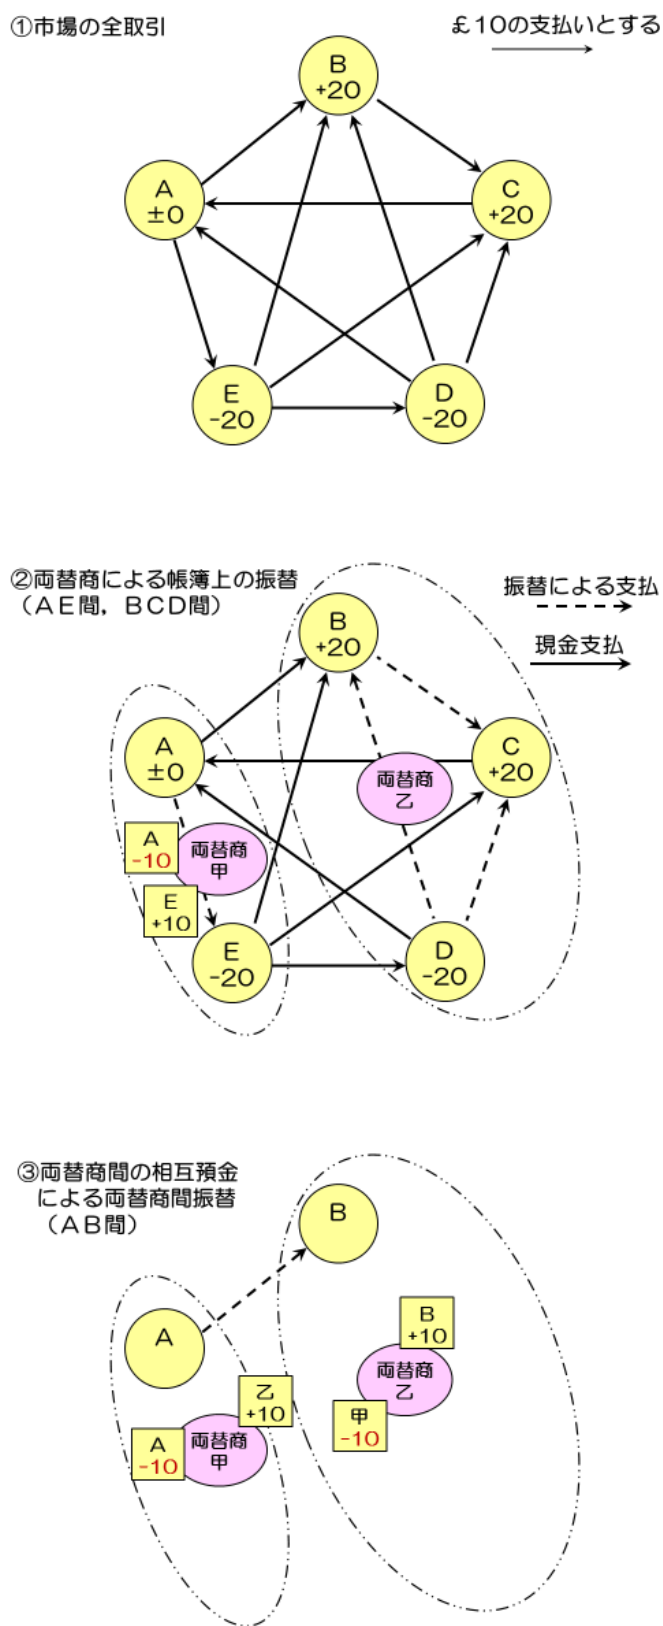 ①市場の全取引
£10の支払いとする
B
+20
A
±0
C
+20
E
-20
D
-20
②両替商による帳簿上の振替
（AE間，BCD間）
振替による支払
現金支払
B
+20
A
±0
C
+20
両替商
乙
A
-10
両替商
甲
E
+10
E
-20
D
-20
③両替商間の相互預金
による両替商間振替
（AB間）
B
A
B
+10
両替商
乙
乙
+10
甲
-10
A
-10
両替商
甲